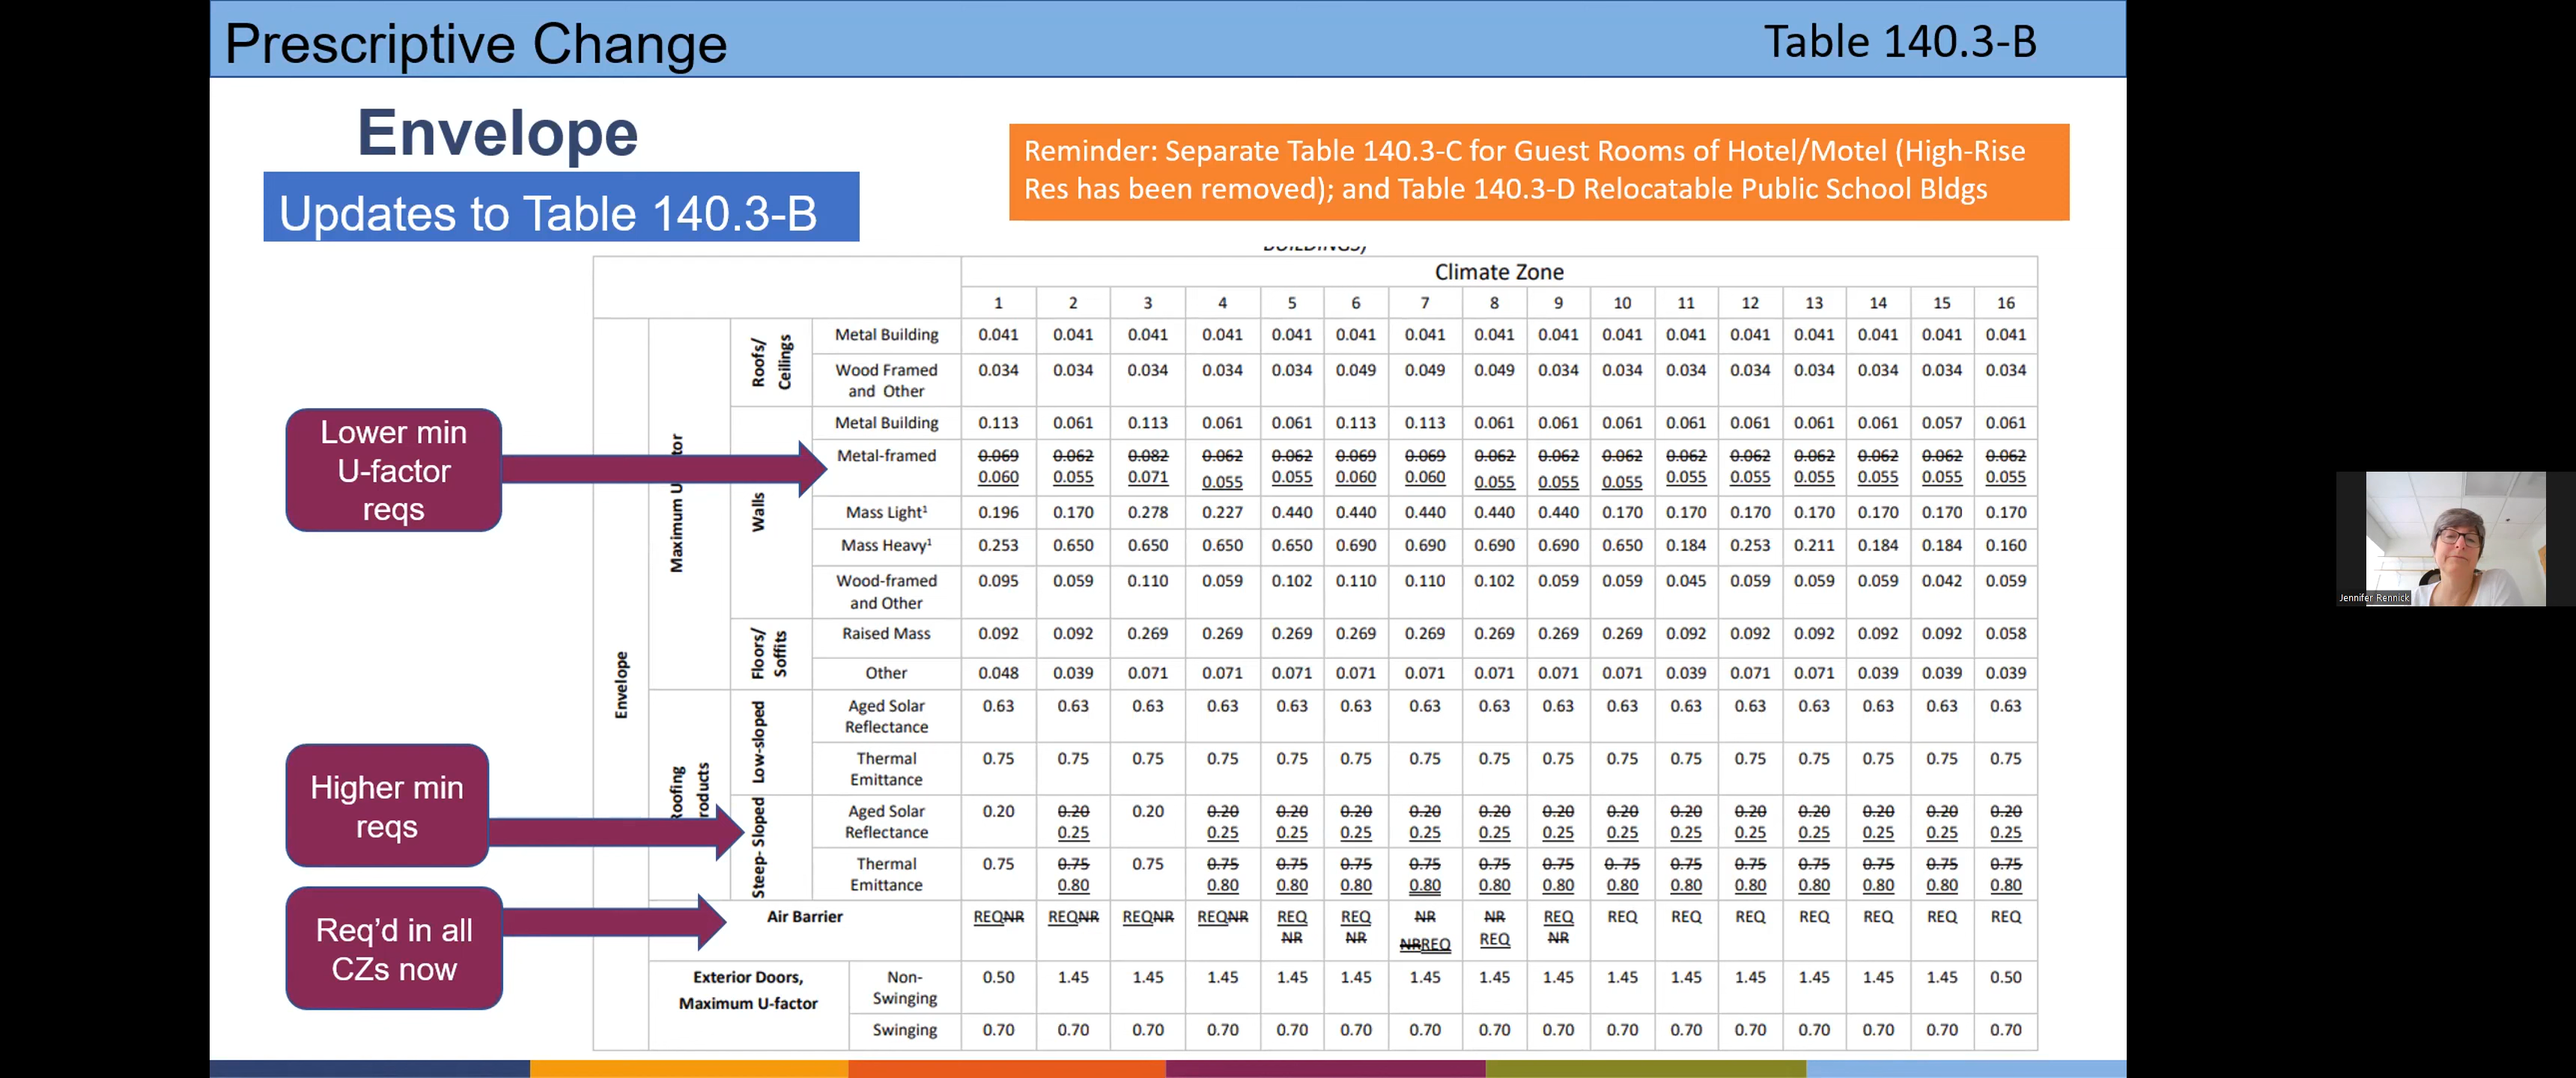 Prescriptive Change
Table 140.3-B
Envelope
Updates to Table 140.3-B
Reminder: Separate Table 140.3-C for Guest Rooms of Hotel/Motel (High-Rise
Res has been removed); and Table 140.3-D Relocatable Public School Bldgs
BUILDINGS)
Climate Zone
1 2 3 4 5 6 7 8 9 10 11 12 13 14 15 16
Envelope
Maximum U
tor
Roofs/
Ceilings
Metal Building 0.041 0.041 0.041 0.041 0.041 0.041 0.041 0.041 0.041 0.041 0.041 0.041 0.041 0.041 0.041 0.041
Wood Framed 0.034 0.034 0.034 0.034 0.034 0.049 0.049 0.049 0.034 0.034 0.034 0.034 0.034 0.034 0.034 0.034
and Other
Walls
Metal Building 0.113 0.061 0.113 0.061 0.061 0.113 0.113 0.061 0.061 0.061 0.061 0.061 0.061 0.061 0.057 0.061
Metal-framed 0.069 0.062 0.082 0.062 0.062 0.069 0.069 0.062 0.062 0.062 0.062 0.062 0.062 0.062 0.062 0.062
0.060 0.055 0.071 0.055 0.055 0.060 0.060 0.055 0.055 0.055 0.055 0.055 0.055 0.055 0.055 0.055
Mass Light¹ 0.196 0.170 0.278 0.227 0.440 0.440 0.440 0.440 0.440 0.170 0.170 0.170 0.170 0.170 0.170 0.170
Mass Heavy¹ 0.253 0.650 0.650 0.650 0.650 0.690 0.690 0.690 0.690 0.650 0.184 0.253 0.211 0.184 0.184 0.160
Wood-framed 0.095 0.059 0.110 0.059 0.102 0.110 0.110 0.102 0.059 0.059 0.045 0.059 0.059 0.059 0.042 0.059
and Other
Floors/
Soffits
Raised Mass 0.092 0.092 0.269 0.269 0.269 0.269 0.269 0.269 0.269 0.269 0.092 0.092 0.092 0.092 0.092 0.058
Other 0.048 0.039 0.071 0.071 0.071 0.071 0.071 0.071 0.071 0.071 0.039 0.071 0.071 0.039 0.039 0.039
Roofing
roducts
Low-sloped
Aged Solar 0.63 0.63 0.63 0.63 0.63 0.63 0.63 0.63 0.63 0.63 0.63 0.63 0.63 0.63 0.63 0.63
Reflectance
Thermal 0.75 0.75 0.75 0.75 0.75 0.75 0.75 0.75 0.75 0.75 0.75 0.75 0.75 0.75 0.75 0.75
Emittance
Steep- Sloped
Aged Solar 0.20 0.20 0.20 0.20 0.20 0.20 0.20 0.20 0.20 0.20 0.20 0.20 0.20 0.20 0.20 0.20
Reflectance 0.25 0.25 0.25 0.25 0.25 0.25 0.25 0.25 0.25 0.25 0.25 0.25 0.25 0.25
Thermal 0.75 0.75 0.75 0.75 0.75 0.75 0.75 0.75 0.75 0. 75 0.75 0.75 0.75 0.75 0.75 0.75
Emittance 0.80 0.80 0.80 0.80 0.80 0.80 0.80 0.80 0.80 0.80 0.80 0.80 0.80 0.80
Air Barrier REQNR REQNR REQNR REQNR REQ REQ NR NR REQ REQ REQ REQ REQ REQ REQ REQ
NR NR NRREQ REQ NR
Exterior Doors,
Maximum U-factor
Non- 0.50 1.45 1.45 1.45 1.45 1.45 1.45 1.45 1.45 1.45 1.45 1.45 1.45 1.45 1.45 0.50
Swinging
Swinging 0.70 0.70 0.70 0.70 0.70 0.70 0.70 0.70 0.70 0.70 0.70 0.70 0.70 0.70 0.70 0.70
Lower min
U-factor
reqs
Higher min
reqs
Req'd in all
CZs now
Jennifer Rennick